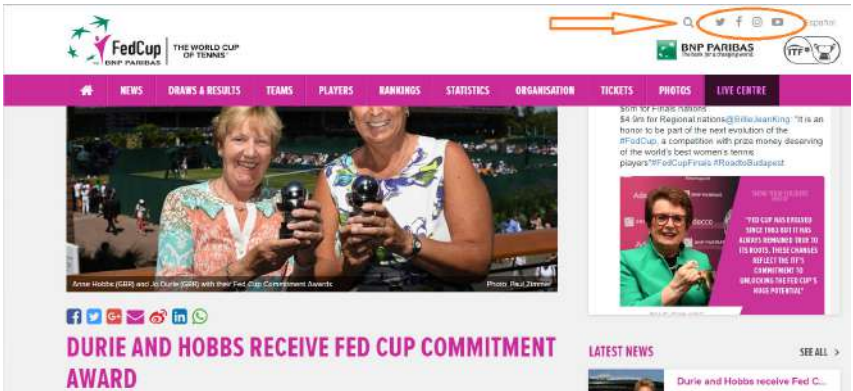 Español
FedCup
BNP PARIBAS
THE WORLD CUP
OF TENNIS
BNP PARIBAS
The bank for a changing world
ITF
NEWS DRAWS & RESULTS TEAMS PLAYERS RANKINGS STATISTICS ORGANISATION TICKETS PHOTOS LIVE CENTRE
$6m for Finals nations
$4.9m for Regional nations@BillieJeanKing: "It is an
honor to be part of the next evolution of the
#FedCup, a competition with prize money deserving
of the world's best women's tennis
players"#FedCupFinals #RoadtoBudapest
"FED CUP HAS EVOLVED
SINCE 1963 BUT IT HAS
ALWAYS REMAINED TRUE TO
ITS ROOTS. THESE CHANGES
REFLECT THE ITF'S
COMMITMENT TO
UNLOCKING THE FED CUP'S
HUGE POTENTIAL"
Anne Hobbs (GBR) and Jo Durie (GBR) with their Fed Cup Commitment Awards
Photo: Paul Zimmer
DURIE AND HOBBS RECEIVE FED CUP COMMITMENT
AWARD
LATEST NEWS
SEE ALL >
Durie and Hobbs receive Fed C...